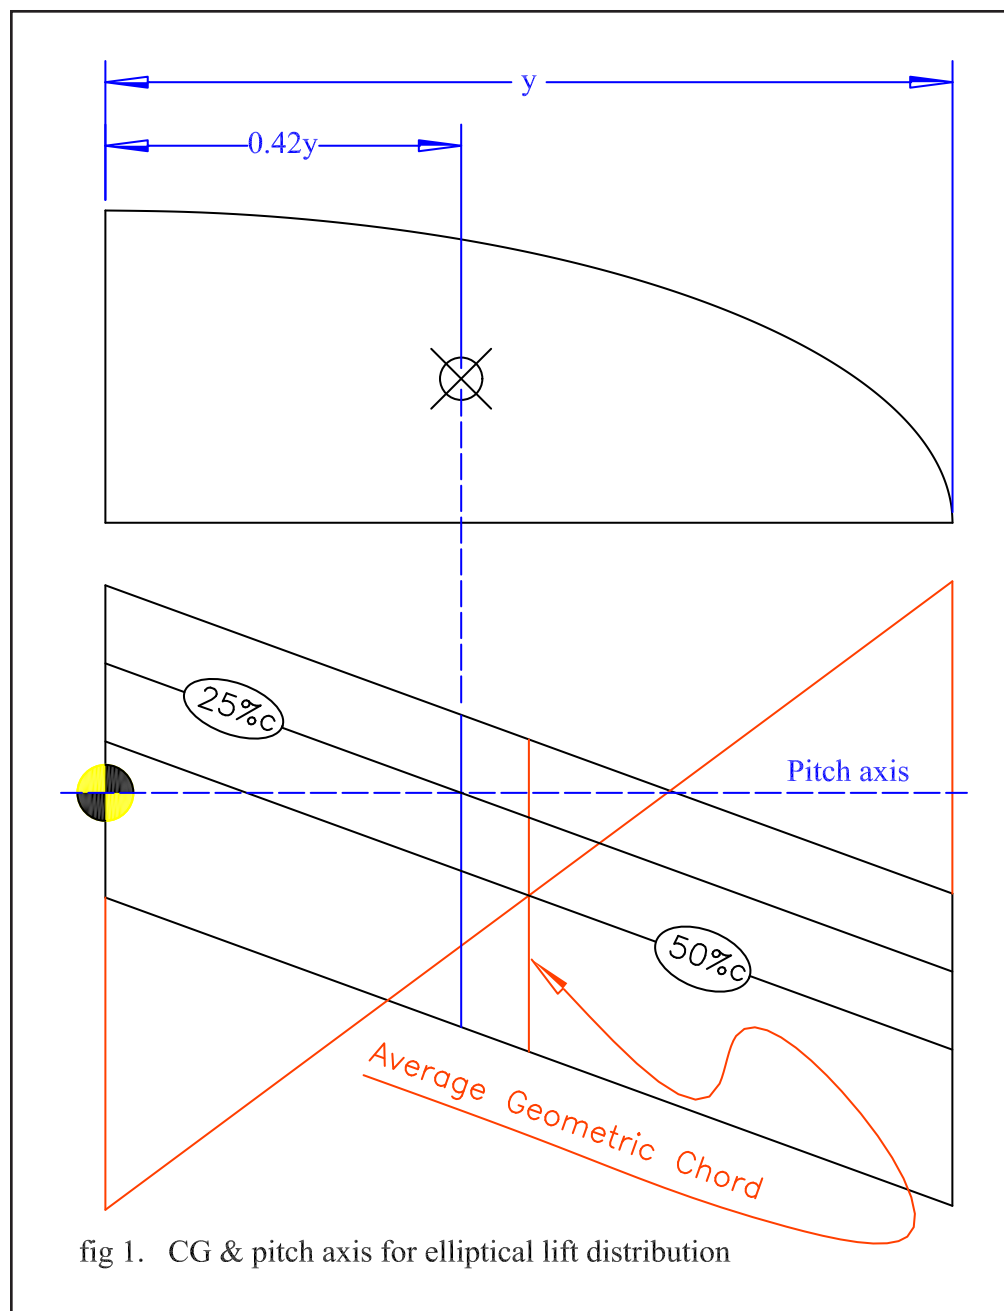 y
0.42y
25%c
Pitch axis
50%c
Average Geometric Chord
fig 1. CG & pitch axis for elliptical lift distribution